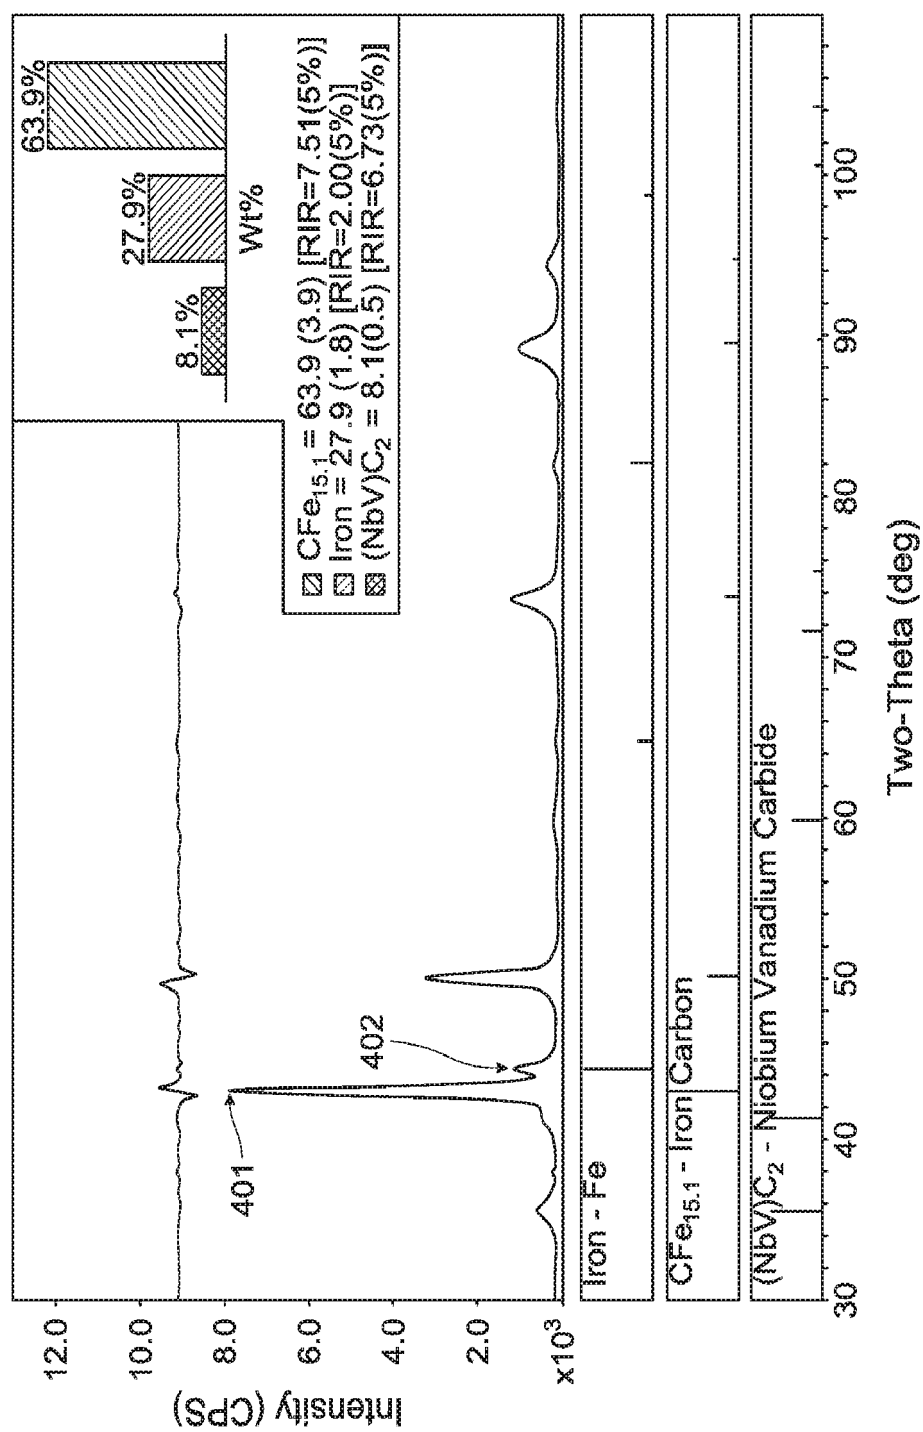 Intensity (CPS)
12.0
10.0
8.0
6.0
4.0
2.0
x10³
63.9%
27.9%
8.1%
Wt%
CFe₁₅.₁ = 63.9 (3.9) [RIR=7.51(5%)]
Iron = 27.9 (1.8) [RIR=2.00(5%)]
(NbV)C₂ = 8.1(0.5) [RIR=6.73(5%)]
401
402
Iron - Fe
CFe₁₅.₁ - Iron Carbon
(NbV)C₂ - Niobium Vanadium Carbide
30 40 50 60 70 80 90 100
Two-Theta (deg)